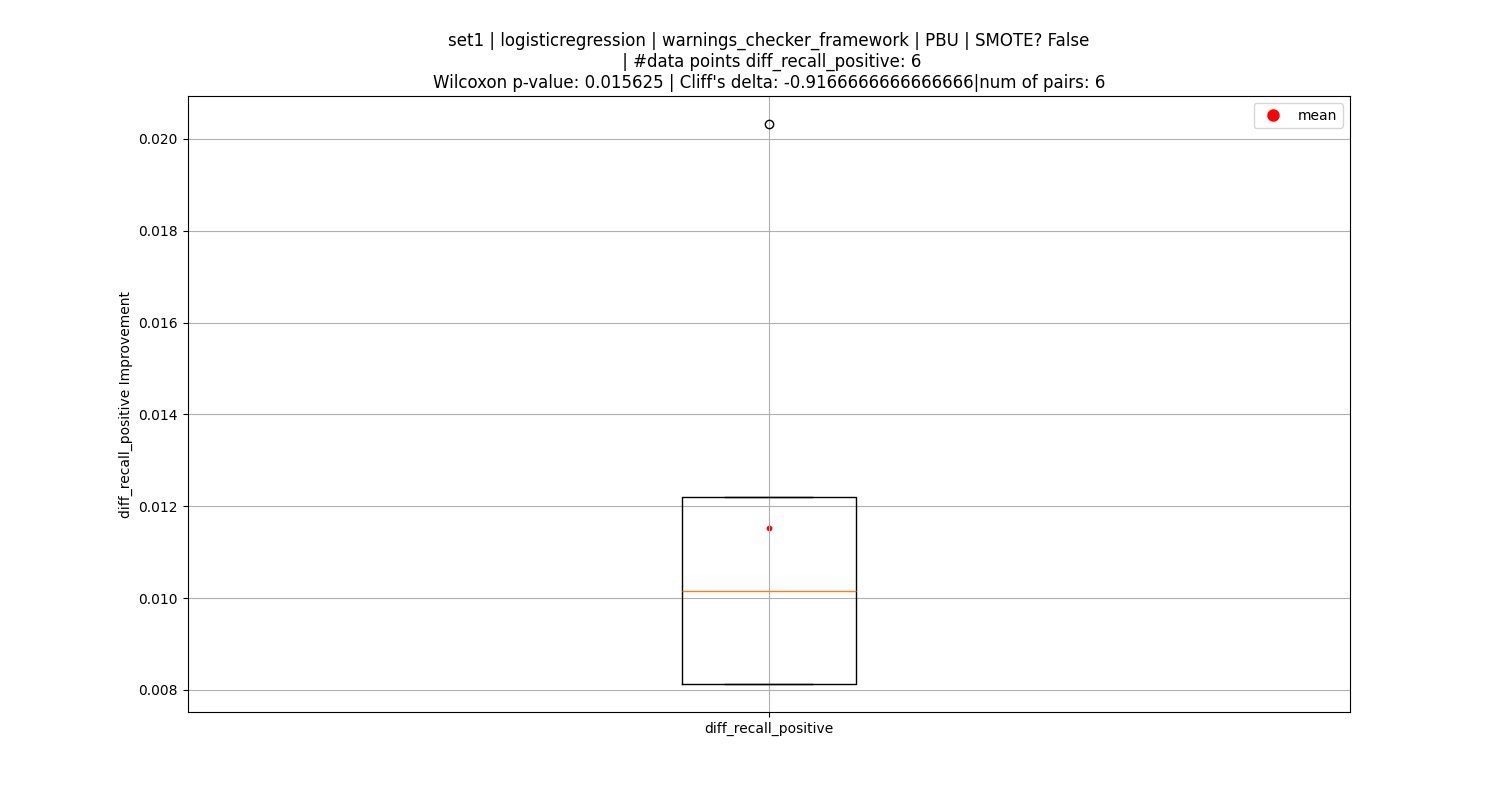 set1 | logisticregression | warnings_checker_framework | PBU | SMOTE? False
| #data points diff_recall_positive: 6
Wilcoxon p-value: 0.015625 | Cliff's delta: -0.9166666666666666|num of pairs: 6
mean
0.020
0.018
0.016
0.014
0.012
0.010
0.008
diff_recall_positive Improvement
diff_recall_positive